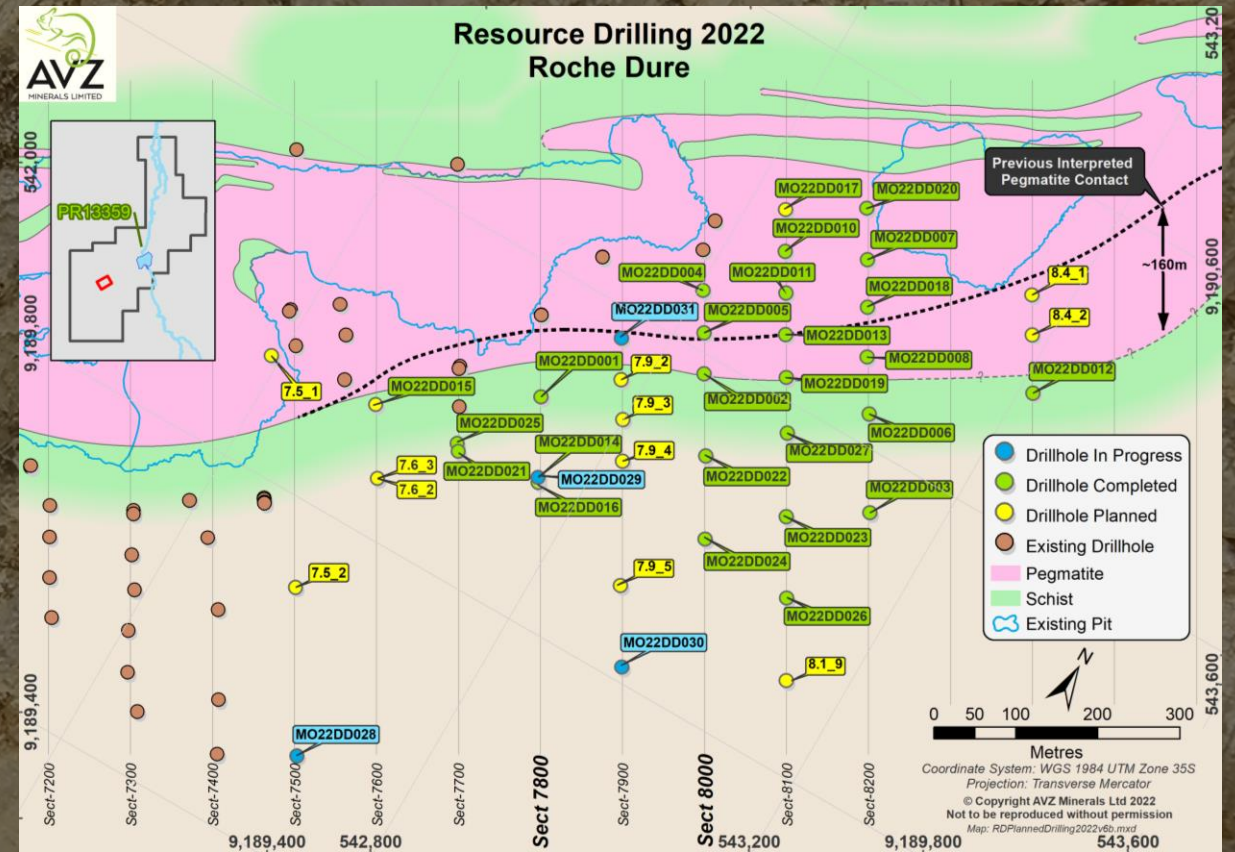 Resource Drilling 2022
Roche Dure
AVZ
MINERALS LIMITED
PR13359
543,20
542,000
9,189,800
9,189,400
9,190,600
543,600
Previous Interpreted
Pegmatite Contact
~160m
MO22DD017
MO22DD020
MO22DD010
MO22DD007
MO22DD004
MO22DD011
MO22DD018
8.4_1
MO22DD031
MO22DD005
MO22DD013
8.4_2
MO22DD001
7.9_2
MO22DD008
MO22DD012
7.5_1
MO22DD015
MO22DD002
MO22DD019
7.9_3
MO22DD025
MO22DD006
MO22DD014
7.9_4
MO22DD027
7.6_3
MO22DD021
MO22DD029
MO22DD022
7.6_2
MO22DD016
MO22DD003
MO22DD023
MO22DD024
7.5_2
7.9_5
MO22DD026
MO22DD030
8.1_9
MO22DD028
?
?
?
Drillhole In Progress
Drillhole Completed
Drillhole Planned
Existing Drillhole
Pegmatite
Schist
Existing Pit
N
0 50 100 200 300
Metres
Coordinate System: WGS 1984 UTM Zone 35S
Projection: Transverse Mercator
© Copyright AVZ Minerals Ltd 2022
Not to be reproduced without permission
Map: RDPlannedDrilling2022v6b.mxd
Sect-7200
Sect-7300
Sect-7400
Sect-7500
Sect-7600
Sect-7700
Sect 7800
Sect-7900
Sect 8000
Sect-8100
Sect-8200
9,189,400
542,800
543,200
9,189,800
543,600